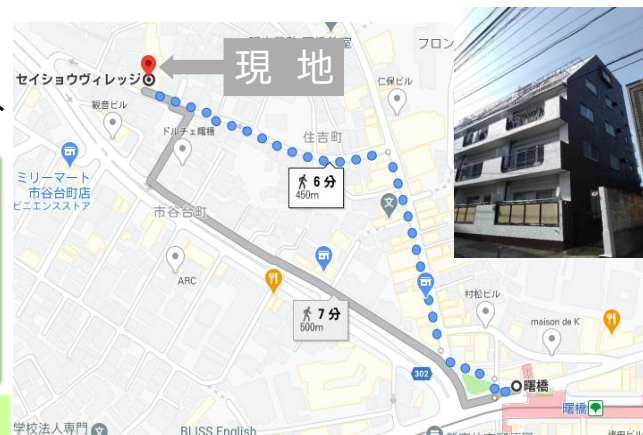 フロン
セイショウヴィレッジ
現 地
仁保ビル
観音ビル
ドルチェ曙橋
住吉町
ミリーマート
市谷台町店
ビニエンスストア
6 分
450m
市谷台町
ARC
7 分
500m
村松ビル
maison de K
302
曙橋
曙橋
学校法人専門
BLISS English